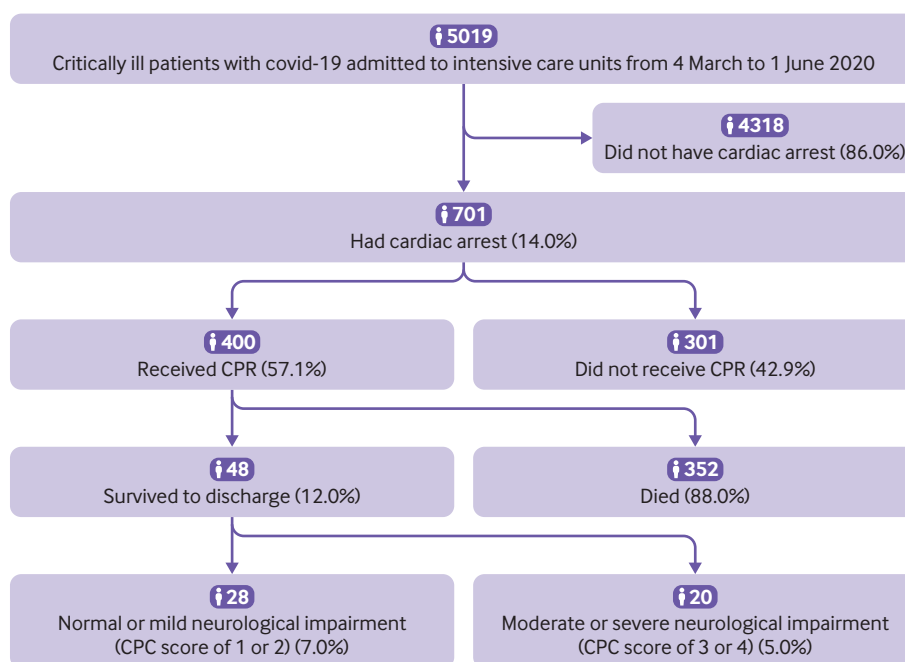 5019
Critically ill patients with covid-19 admitted to intensive care units from 4 March to 1 June 2020
4318
Did not have cardiac arrest (86.0%)
701
Had cardiac arrest (14.0%)
400
Received CPR (57.1%)
301
Did not receive CPR (42.9%)
48
Survived to discharge (12.0%)
352
Died (88.0%)
28
Normal or mild neurological impairment
(CPC score of 1 or 2) (7.0%)
20
Moderate or severe neurological impairment
(CPC score of 3 or 4) (5.0%)